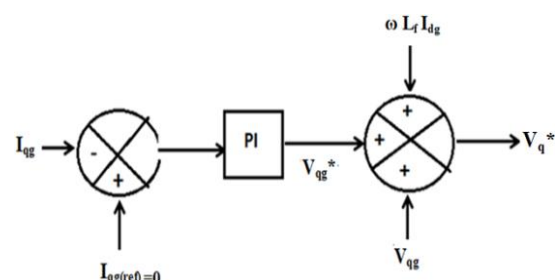 ω L_f I_dg
I_qg
-
+
PI
V_qg*
+
+
+
V_q*
I_qg(ref)=0
V_qg